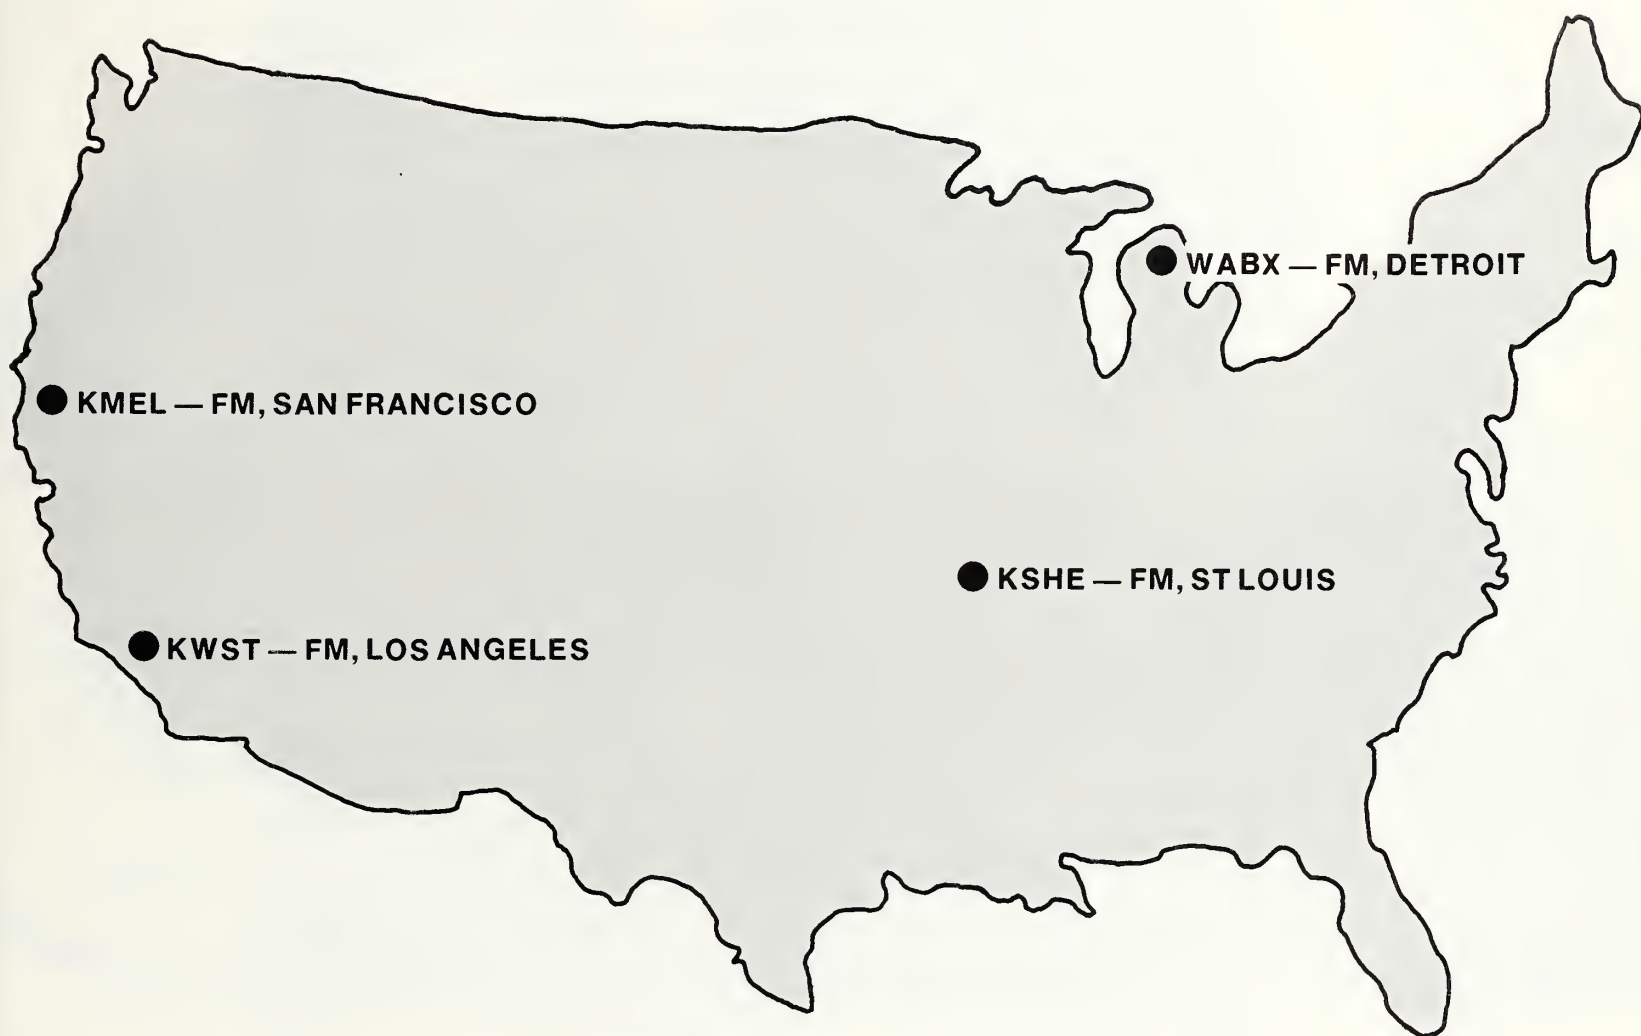 WABX — FM, DETROIT
KMEL — FM, SAN FRANCISCO
KSHE — FM, ST LOUIS
KWST — FM, LOS ANGELES